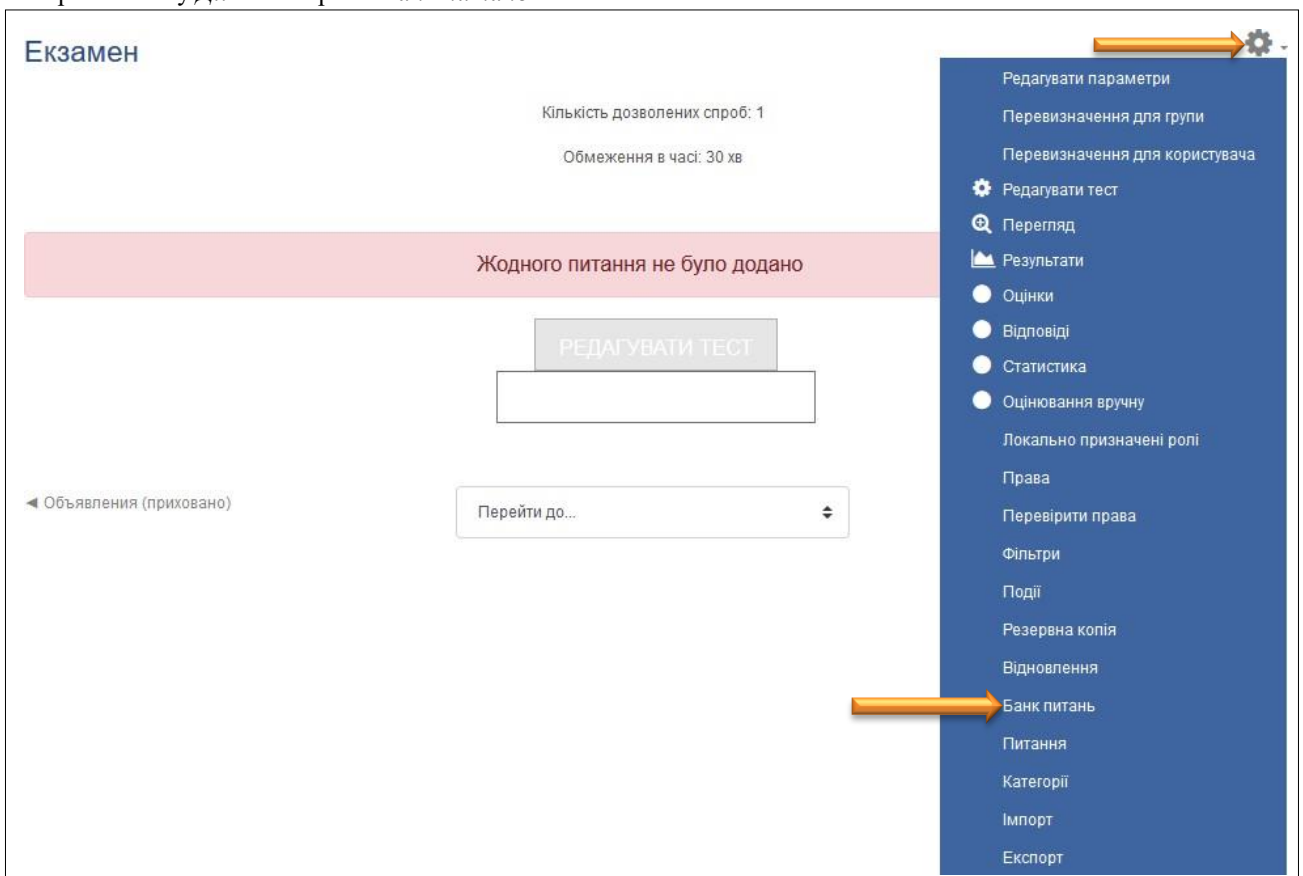 Екзамен
Кількість дозволених спроб: 1
Обмеження в часі: 30 хв
Жодного питання не було додано
РЕДАГУВАТИ ТЕСТ
◄ Объявления (приховано)
Перейти до...
Редагувати параметри
Перевизначення для групи
Перевизначення для користувача
Редагувати тест
Перегляд
Результати
Оцінки
Відповіді
Статистика
Оцінювання вручну
Локально призначені ролі
Права
Перевірити права
Фільтри
Події
Резервна копія
Відновлення
Банк питань
Питання
Категорії
Імпорт
Експорт